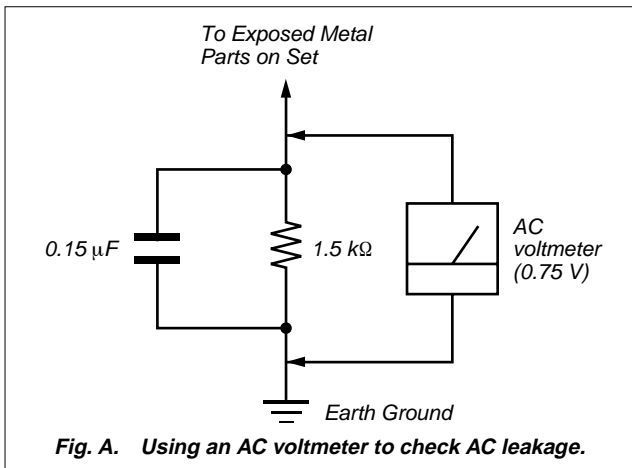 To Exposed Metal
Parts on Set
0.15 μF
1.5 kΩ
AC
voltmeter
(0.75 V)
Earth Ground
Fig. A. Using an AC voltmeter to check AC leakage.